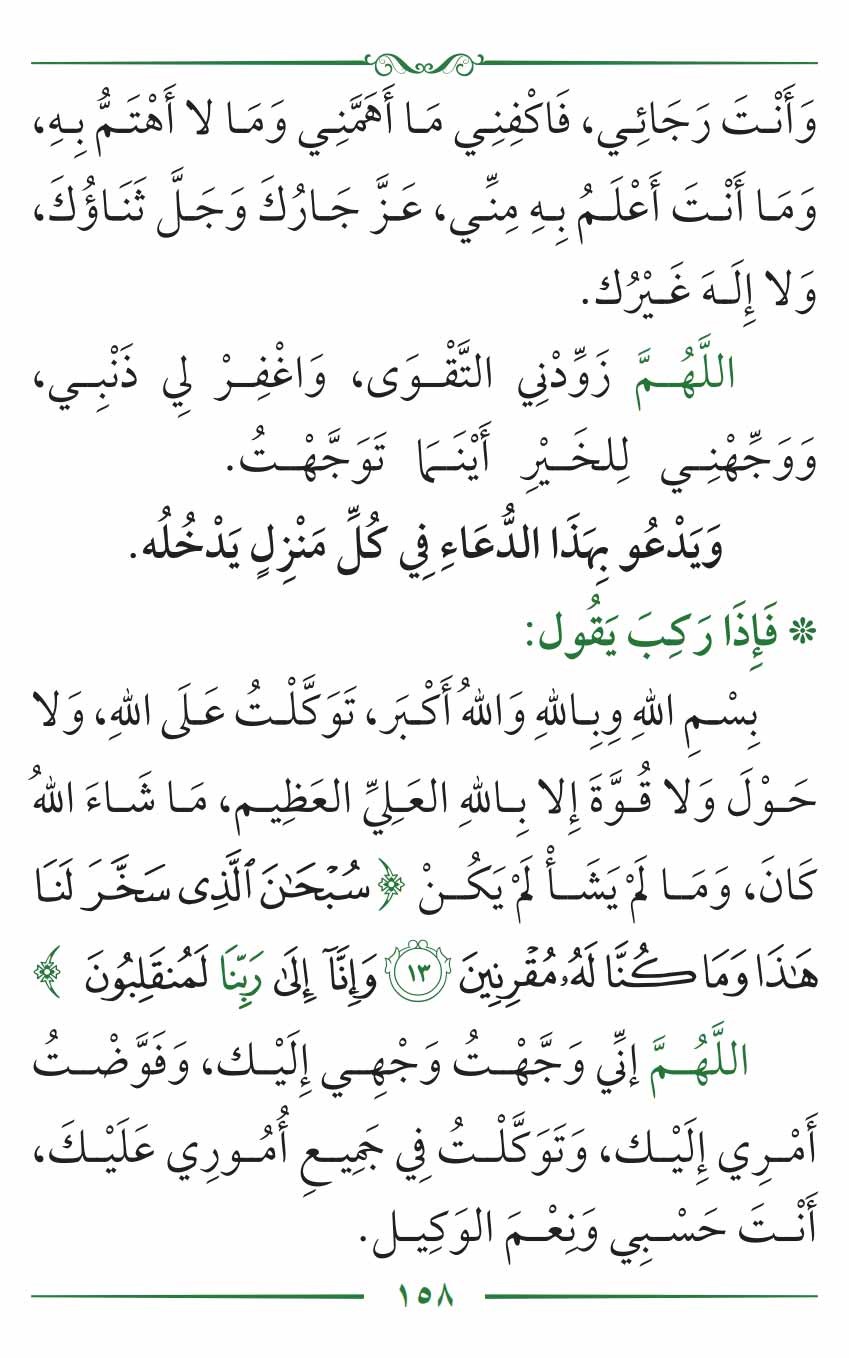 وَأَنْتَ رَجَائِي، فَاكْفِنِي مَا أَهَمَّنِي وَمَا لا أَهْتَمُّ بِهِ،
وَمَا أَنْتَ أَعْلَمُ بِهِ مِنِّي، عَزَّ جَارُكَ وَجَلَّ ثَنَاؤُكَ،
وَلا إِلَهَ غَيْرُك.
اللَّهُمَّ زَوِّدْنِي التَّقْوَى، وَاغْفِرْ لِي ذَنْبِي،
وَوَجِّهْنِي لِلخَيْرِ أَيْنَمَا تَوَجَّهْتُ.
وَيَدْعُو بِهَذَا الدُّعَاءِ فِي كُلِّ مَنْزِلٍ يَدْخُلُه.
❊ فَإِذَا رَكِبَ يَقُول:
بِسْمِ اللهِ وِبِاللهِ وَاللهُ أَكْبَر، تَوَكَّلْتُ عَلَى اللهِ، وَلا
حَوْلَ وَلا قُوَّةَ إِلا بِاللهِ العَلِيِّ العَظِيم، مَا شَاءَ اللهُ
كَانَ، وَمَا لَمْ يَشَأْ لَمْ يَكُنْ ﴿سُبْحَٰنَ ٱلَّذِى سَخَّرَ لَنَا
هَٰذَا وَمَا كُنَّا لَهُۥ مُقْرِنِينَ ١٣ وَإِنَّآ إِلَىٰ رَبِّنَا لَمُنقَلِبُونَ ﴾
اللَّهُمَّ إنِّي وَجَّهْتُ وَجْهِي إِلَيْك، وَفَوَّضْتُ
أَمْرِي إِلَيْك، وَتَوَكَّلْتُ فِي جَمِيعِ أُمُورِي عَلَيْكَ،
أَنْتَ حَسْبِي وَنِعْمَ الوَكِيل.
١٥٨